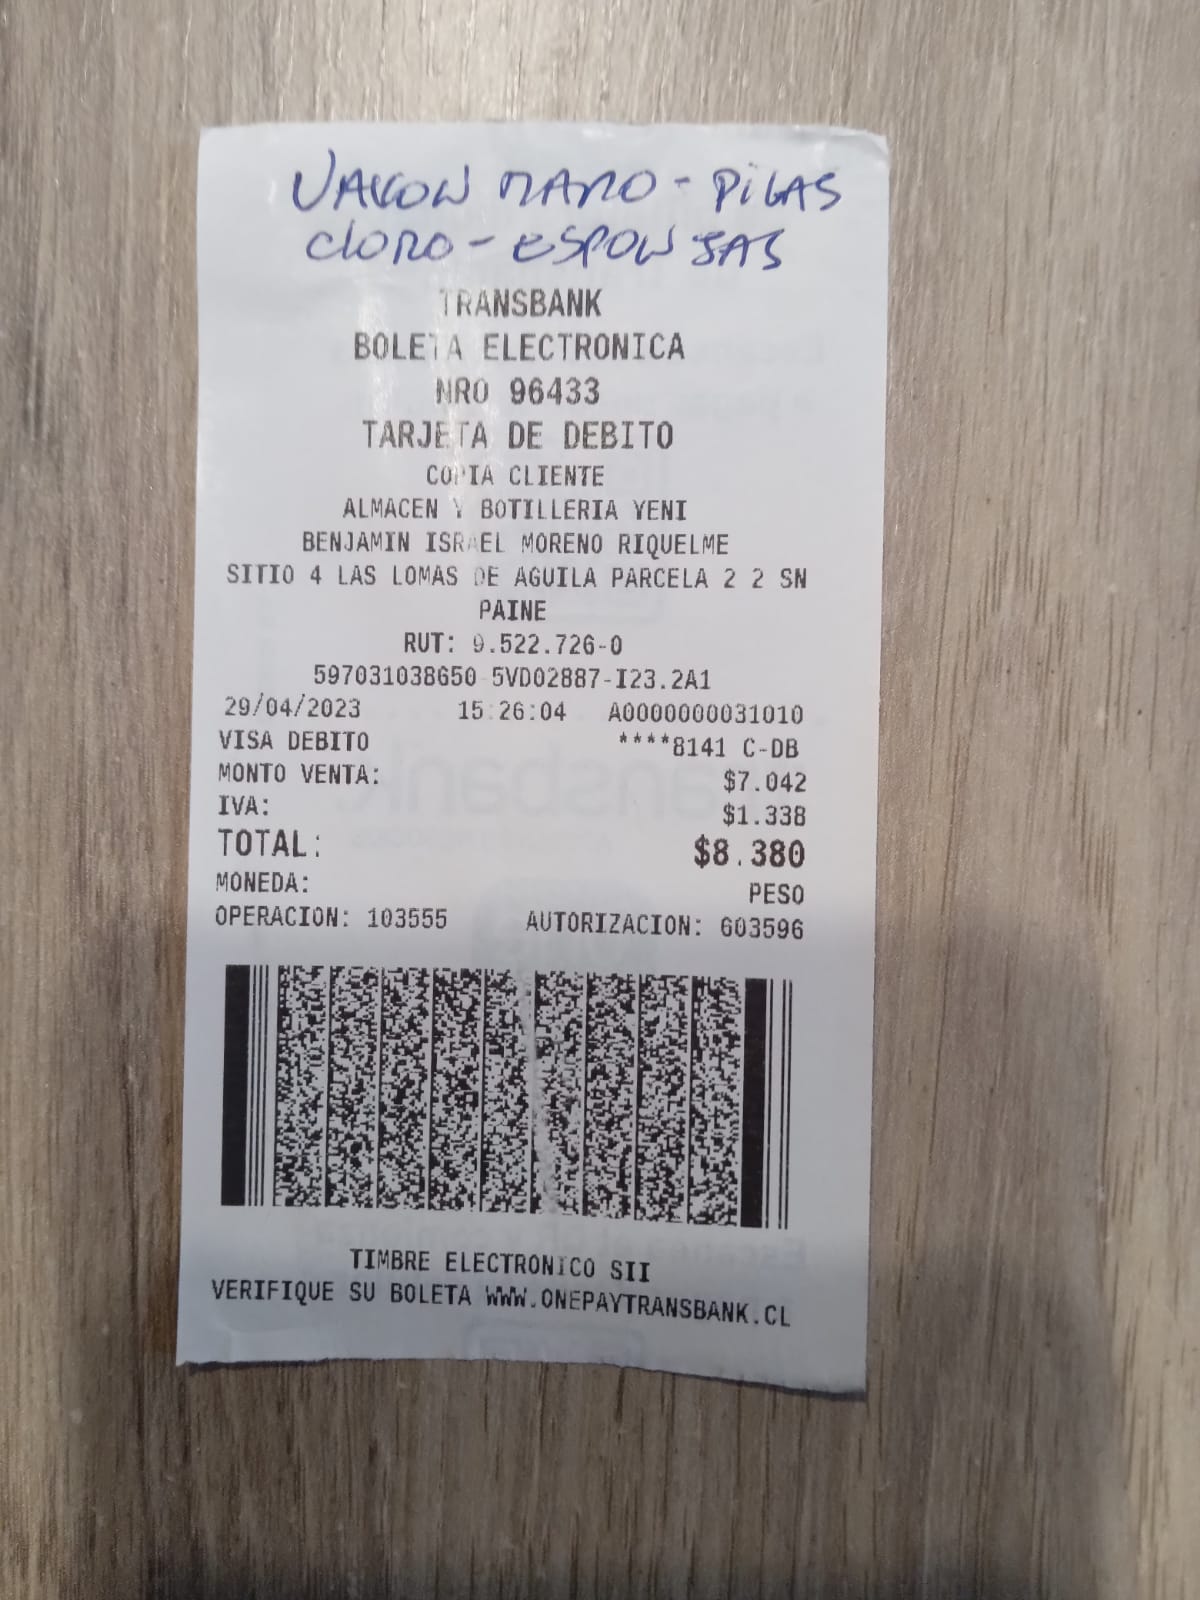 JAVON MANO - PILAS
CLORO - ESPONJAS
TRANSBANK
BOLETA ELECTRONICA
NRO 96433
TARJETA DE DEBITO
COPIA CLIENTE
ALMACEN Y BOTILLERIA YENI
BENJAMIN ISRAEL MORENO RIQUELME
SITIO 4 LAS LOMAS DE AGUILA PARCELA 2 2 SN
PAINE
RUT: 9.522.726-0
597031038650 5VD02887-I23.2A1
29/04/2023 15:26:04 A0000000031010
VISA DEBITO ****8141 C-DB
MONTO VENTA: $7.042
IVA: $1.338
TOTAL: $8.380
MONEDA: PESO
OPERACION: 103555 AUTORIZACION: 603596
TIMBRE ELECTRONICO SII
VERIFIQUE SU BOLETA WWW.ONEPAYTRANSBANK.CL